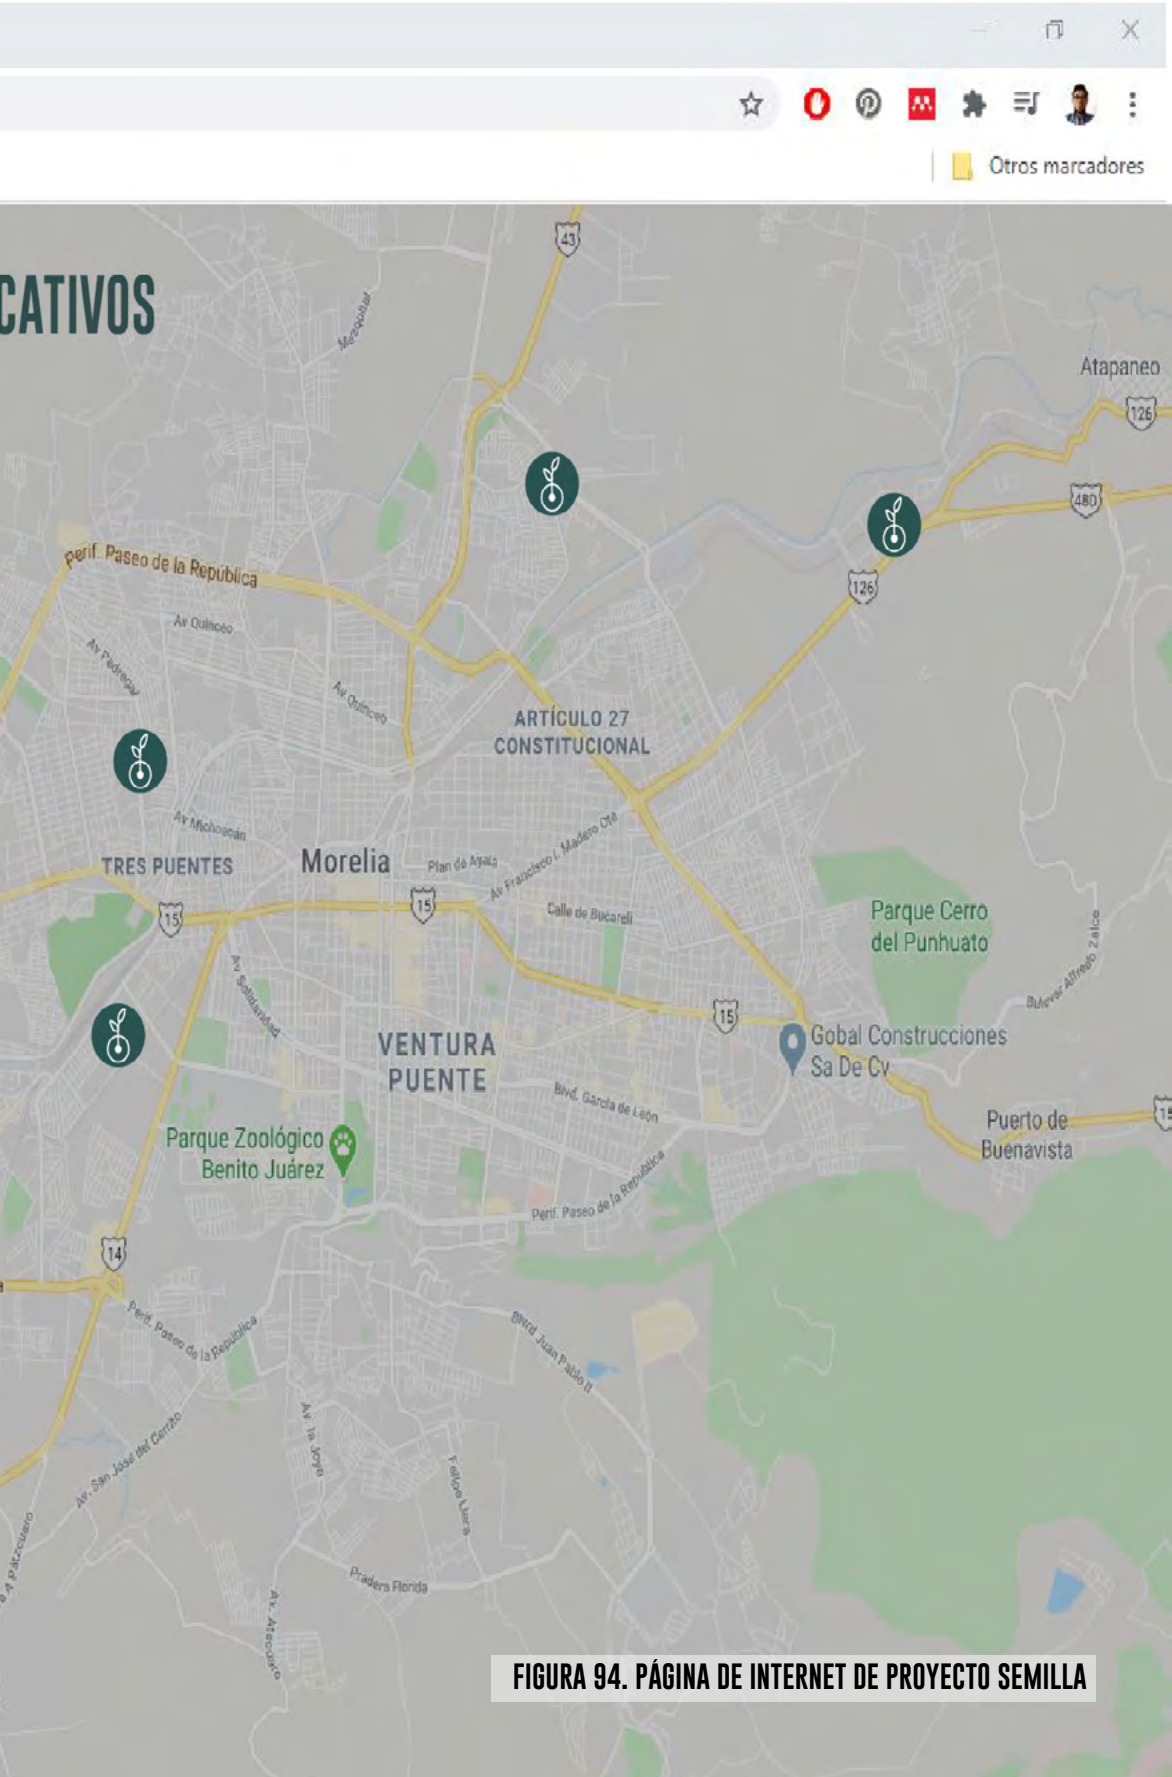 Otros marcadores
43
CATIVOS
Mezquital
Atapaneo
126
480
Perif. Paseo de la República
126
Av Quinceo
Av Pedregal
Av Quinceo
ARTÍCULO 27
CONSTITUCIONAL
Av Michoacán
Av Francisco I. Madero Ote
TRES PUENTES
Morelia
Plan de Ayala
15
15
Calle de Bucareli
Parque Cerro
del Punhuato
Av Solidaridad
Bulevar Alfredo Zalce
15
VENTURA
PUENTE
Gobal Construcciones
Sa De Cv
Blvd. García de León
Puerto de
Buenavista
15
Parque Zoológico
Benito Juárez
Perif. Paseo de la República
14
Perif. Paseo de la República
Blvrd. Juan Pablo II
Av. la Joya
Av. San José del Cerrito
Felipe Llera
Pradera Florida
Av. Atecuaro
FIGURA 94. PÁGINA DE INTERNET DE PROYECTO SEMILLA